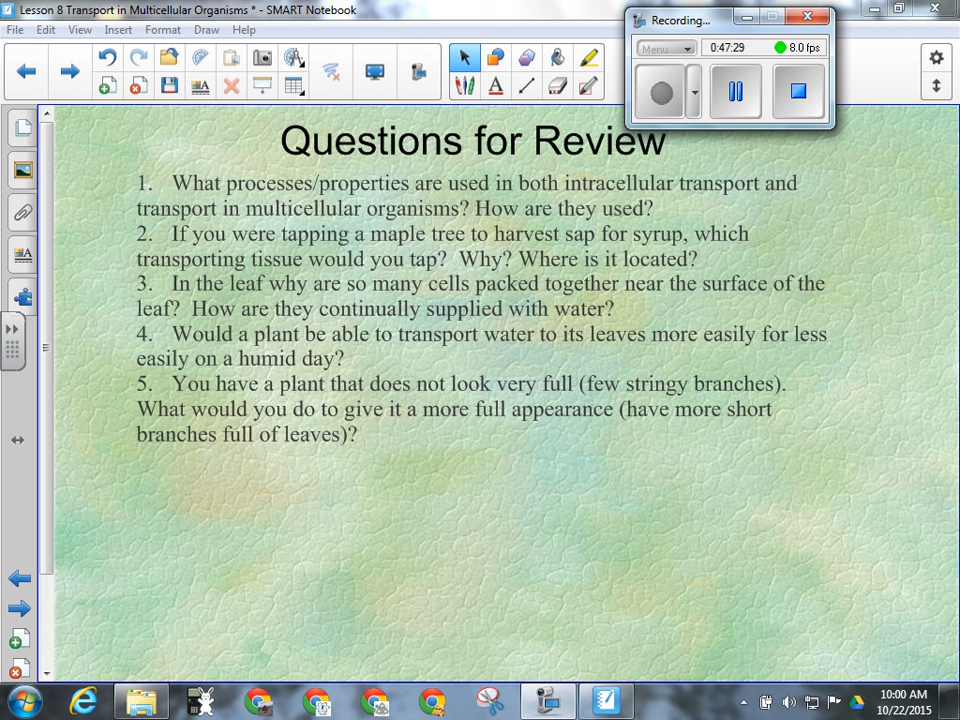 Lesson 8 Transport in Multicellular Organisms * - SMART Notebook
Recording...
File Edit View Insert Format Draw Help
Menu
0:47:29
8.0 fps
A
Questions for Review
1. What processes/properties are used in both intracellular transport and
transport in multicellular organisms? How are they used?
2. If you were tapping a maple tree to harvest sap for syrup, which
transporting tissue would you tap? Why? Where is it located?
3. In the leaf why are so many cells packed together near the surface of the
leaf? How are they continually supplied with water?
4. Would a plant be able to transport water to its leaves more easily for less
easily on a humid day?
5. You have a plant that does not look very full (few stringy branches).
What would you do to give it a more full appearance (have more short
branches full of leaves)?
10:00 AM
10/22/2015